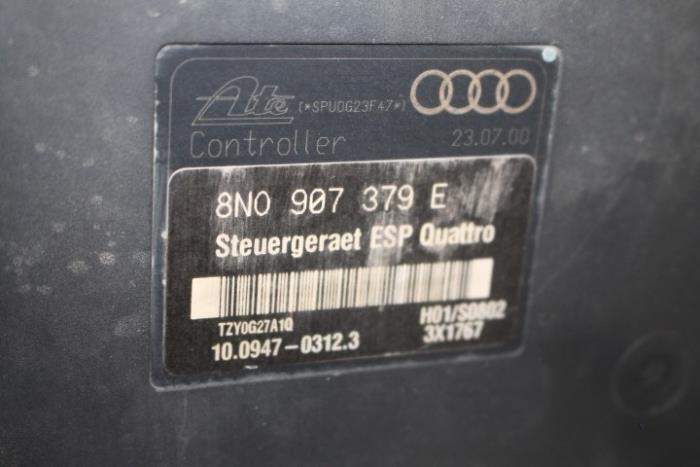 Ate (*SPU0G23F47*)
Controller 23.07.00
8N0 907 379 E
Steuergeraet ESP Quattro
TZY0G27A1Q H01/S0802
10.0947-0312.3 3X1767